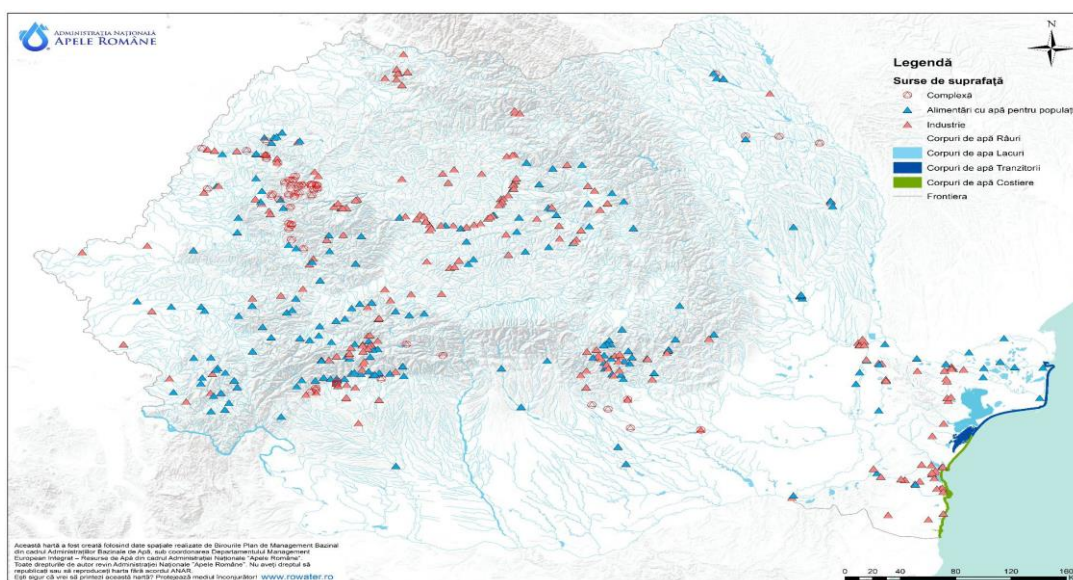 ADMINISTRAȚIA NAȚIONALĂ
APELE ROMÂNE
N
Legendă
Surse de suprafață
Complexă
Alimentări cu apă pentru populați
Industrie
Corpuri de apă Râuri
Corpuri de apa Lacuri
Corpuri de apă Tranzitorii
Corpuri de apă Costiere
Frontiera
Această hartă a fost creată folosind date spațiale realizate de Birourile Plan de Management Bazinal
din cadrul Administrațiilor Bazinale de Apă, sub coordonarea Departamentului Management
European Integrat – Resurse de Apă din cadrul Administrației Naționale "Apele Române".
Toate drepturile de autor revin Administrației Naționale "Apele Române". Nu aveți dreptul să
republicați sau să reproduceți harta fără acordul ANAR.
Ești sigur că vrei să printezi această hartă? Protejează mediul înconjurător! www.rowater.ro
0 20 40 80 120 160